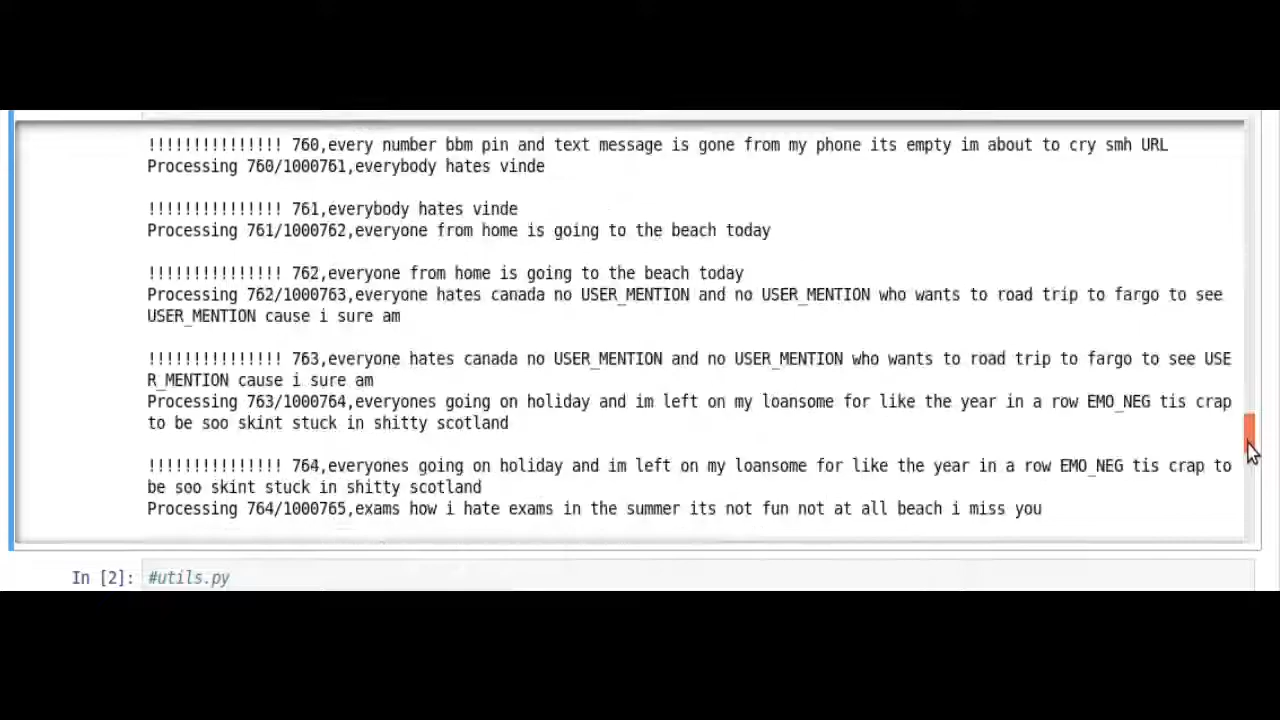 !!!!!!!!!!!!!!! 760,every number bbm pin and text message is gone from my phone its empty im about to cry smh URL
Processing 760/1000761,everybody hates vinde
!!!!!!!!!!!!!!! 761,everybody hates vinde
Processing 761/1000762,everyone from home is going to the beach today
!!!!!!!!!!!!!!! 762,everyone from home is going to the beach today
Processing 762/1000763,everyone hates canada no USER_MENTION and no USER_MENTION who wants to road trip to fargo to see
USER_MENTION cause i sure am
!!!!!!!!!!!!!!! 763,everyone hates canada no USER_MENTION and no USER_MENTION who wants to road trip to fargo to see USE
R_MENTION cause i sure am
Processing 763/1000764,everyones going on holiday and im left on my loansome for like the year in a row EMO_NEG tis crap
to be soo skint stuck in shitty scotland
!!!!!!!!!!!!!!! 764,everyones going on holiday and im left on my loansome for like the year in a row EMO_NEG tis crap to
be soo skint stuck in shitty scotland
Processing 764/1000765,exams how i hate exams in the summer its not fun not at all beach i miss you
In [2]: #utils.py